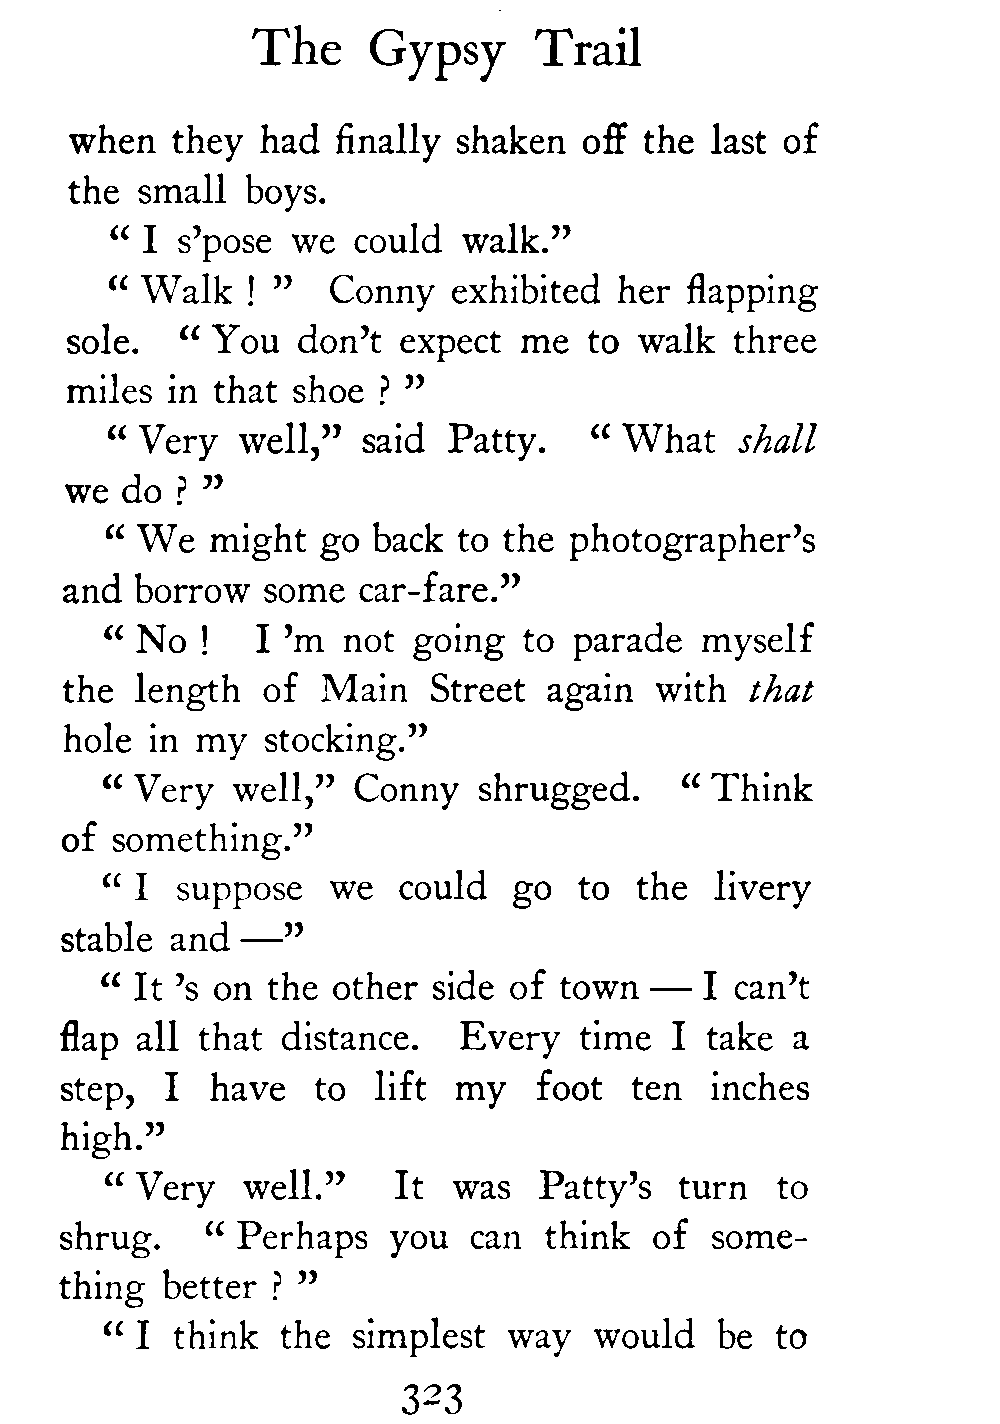 The Gypsy Trail
when they had finally shaken off the last of
the small boys.
“ I s’pose we could walk.”
“ Walk ! ” Conny exhibited her flapping
sole. “ You don’t expect me to walk three
miles in that shoe ? ”
“ Very well,” said Patty. “ What shall
we do ? ”
“ We might go back to the photographer’s
and borrow some car-fare.”
“ No ! I ’m not going to parade myself
the length of Main Street again with that
hole in my stocking.”
“ Very well,” Conny shrugged. “ Think
of something.”
“ I suppose we could go to the livery
stable and —”
“ It ’s on the other side of town — I can’t
flap all that distance. Every time I take a
step, I have to lift my foot ten inches
high.”
“ Very well.” It was Patty’s turn to
shrug. “ Perhaps you can think of some-
thing better ? ”
“ I think the simplest way would be to
323